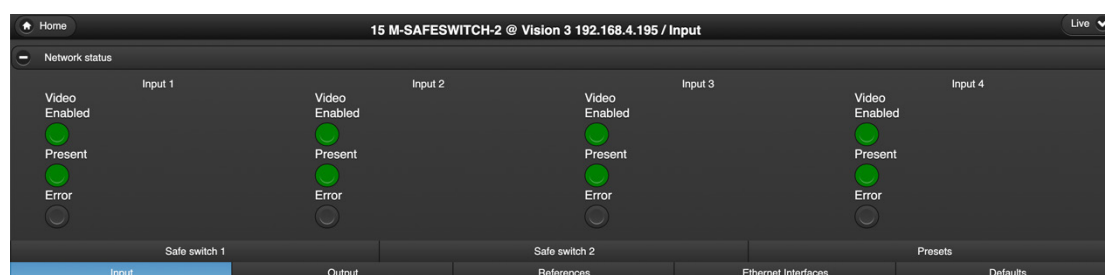 Home
15 M-SAFESWITCH-2 @ Vision 3 192.168.4.195 / Input
Live
Network status
Input 1
Input 2
Input 3
Input 4
Video
Video
Video
Video
Enabled
Enabled
Enabled
Enabled
Present
Present
Present
Present
Error
Error
Error
Error
Safe switch 1
Safe switch 2
Presets
Input
Output
References
Ethernet Interfaces
Defaults